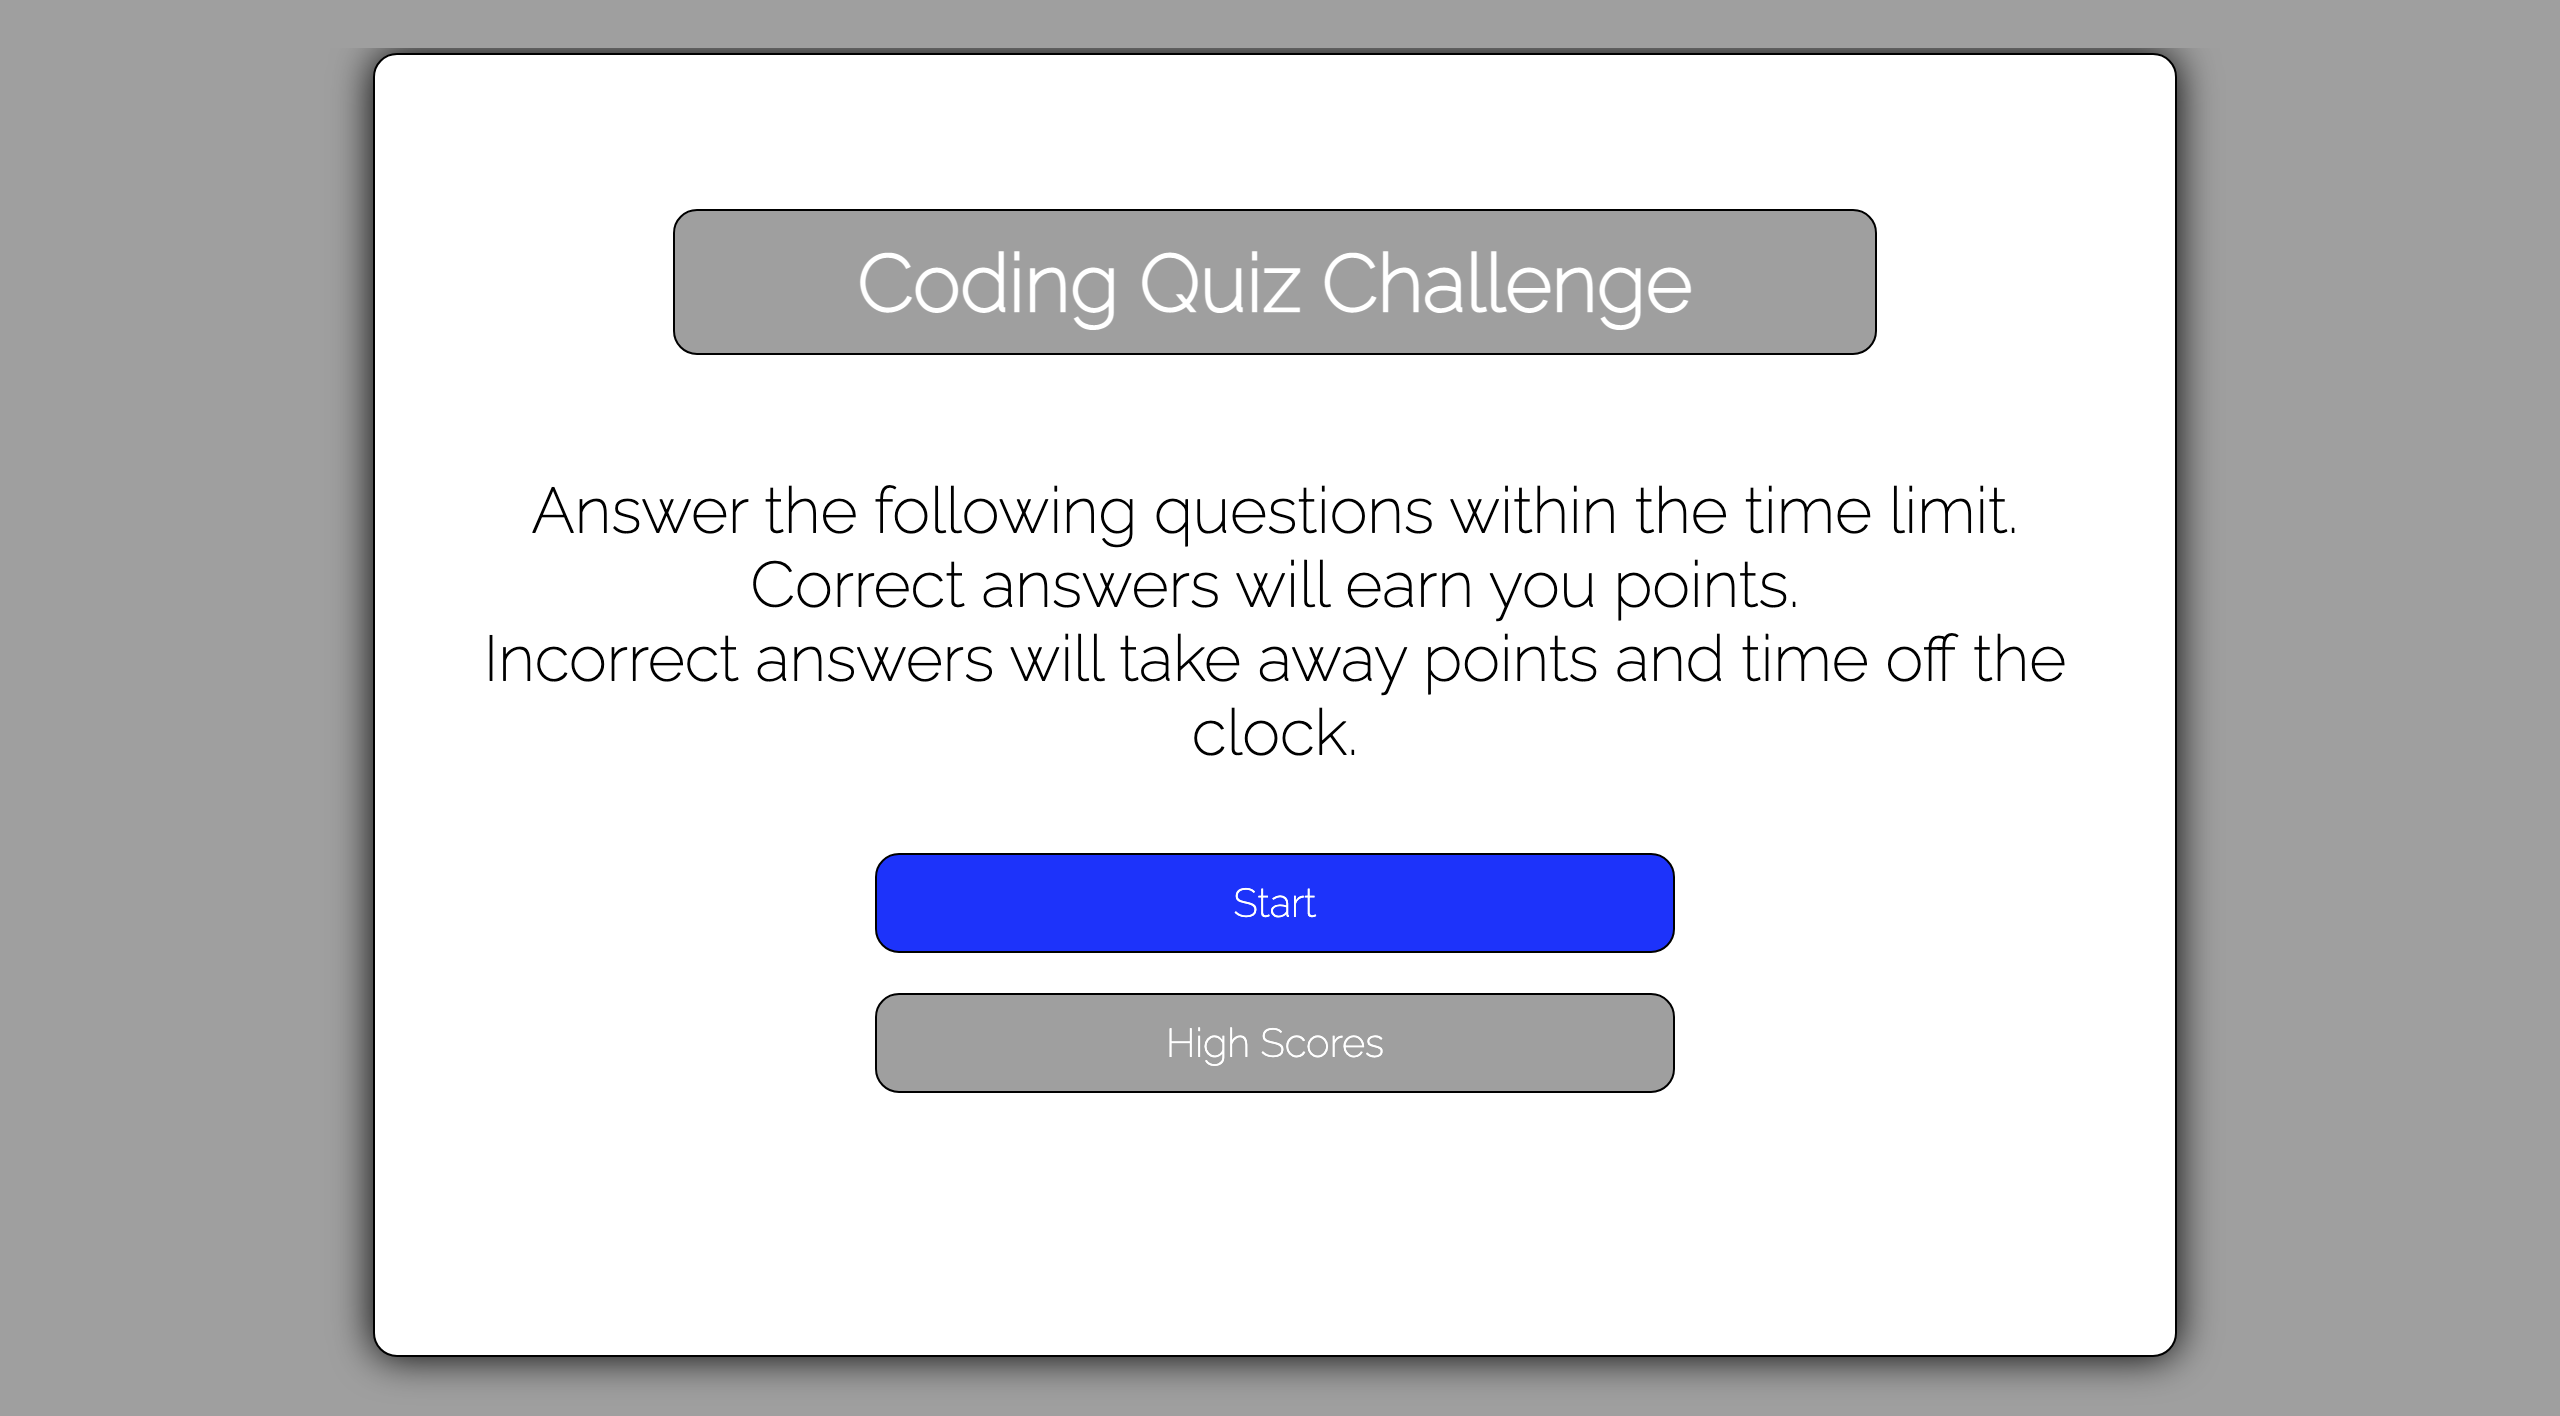 Coding Quiz Challenge
Answer the following questions within the time limit.
Correct answers will earn you points.
Incorrect answers will take away points and time off the
clock.
Start
High Scores